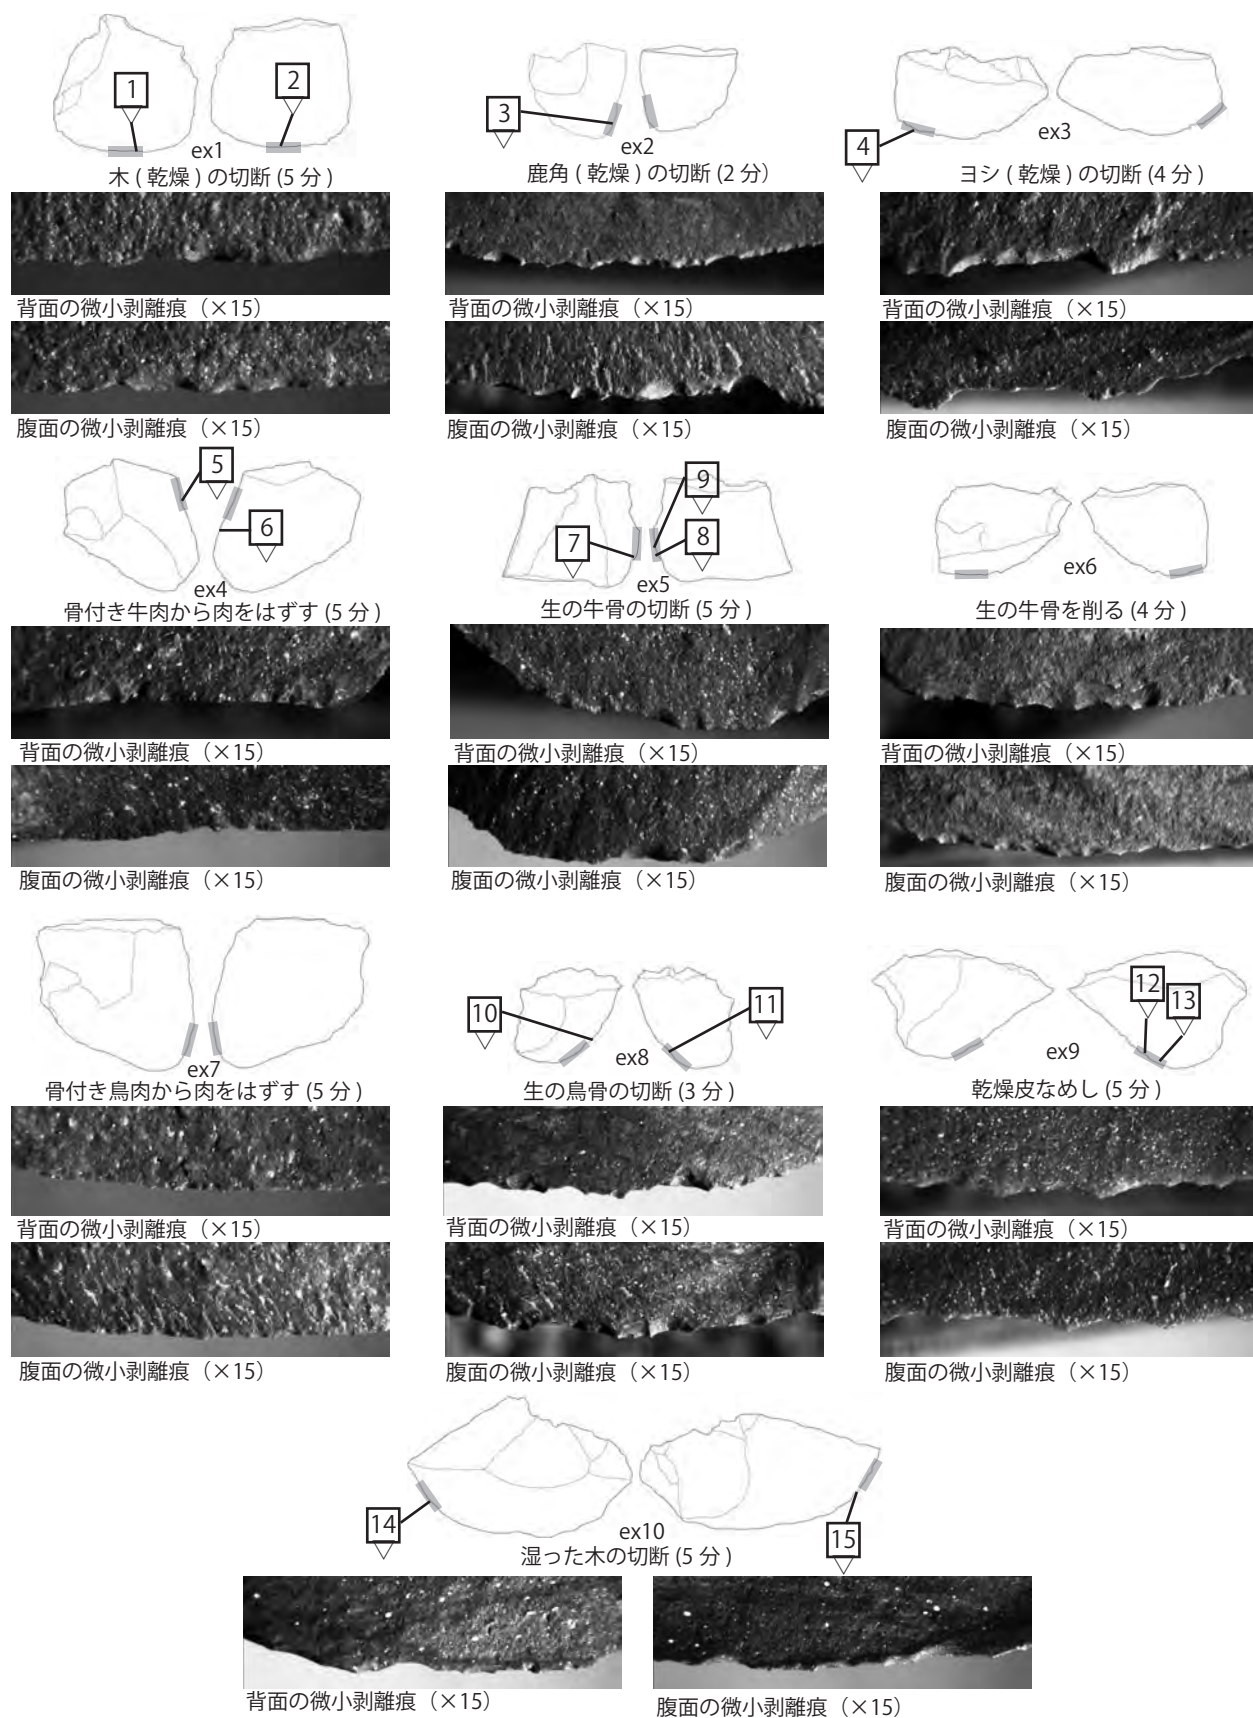 1
2
ex1
木 ( 乾燥 ) の切断 (5 分 )
3
ex2
鹿角 ( 乾燥 ) の切断 (2 分)
4
ex3
ヨシ ( 乾燥 ) の切断 (4 分 )
背面の微小剥離痕（×15）
背面の微小剥離痕（×15）
背面の微小剥離痕（×15）
腹面の微小剥離痕（×15）
腹面の微小剥離痕（×15）
腹面の微小剥離痕（×15）
5
6
ex4
骨付き牛肉から肉をはずす (5 分 )
9
7
8
ex5
生の牛骨の切断 (5 分 )
ex6
生の牛骨を削る (4 分 )
背面の微小剥離痕（×15）
背面の微小剥離痕（×15）
背面の微小剥離痕（×15）
腹面の微小剥離痕（×15）
腹面の微小剥離痕（×15）
腹面の微小剥離痕（×15）
ex7
骨付き鳥肉から肉をはずす (5 分 )
10
11
ex8
生の鳥骨の切断 (3 分 )
12
13
ex9
乾燥皮なめし (5 分 )
背面の微小剥離痕（×15）
背面の微小剥離痕（×15）
背面の微小剥離痕（×15）
腹面の微小剥離痕（×15）
腹面の微小剥離痕（×15）
腹面の微小剥離痕（×15）
14
15
ex10
湿った木の切断 (5 分 )
背面の微小剥離痕（×15）
腹面の微小剥離痕（×15）